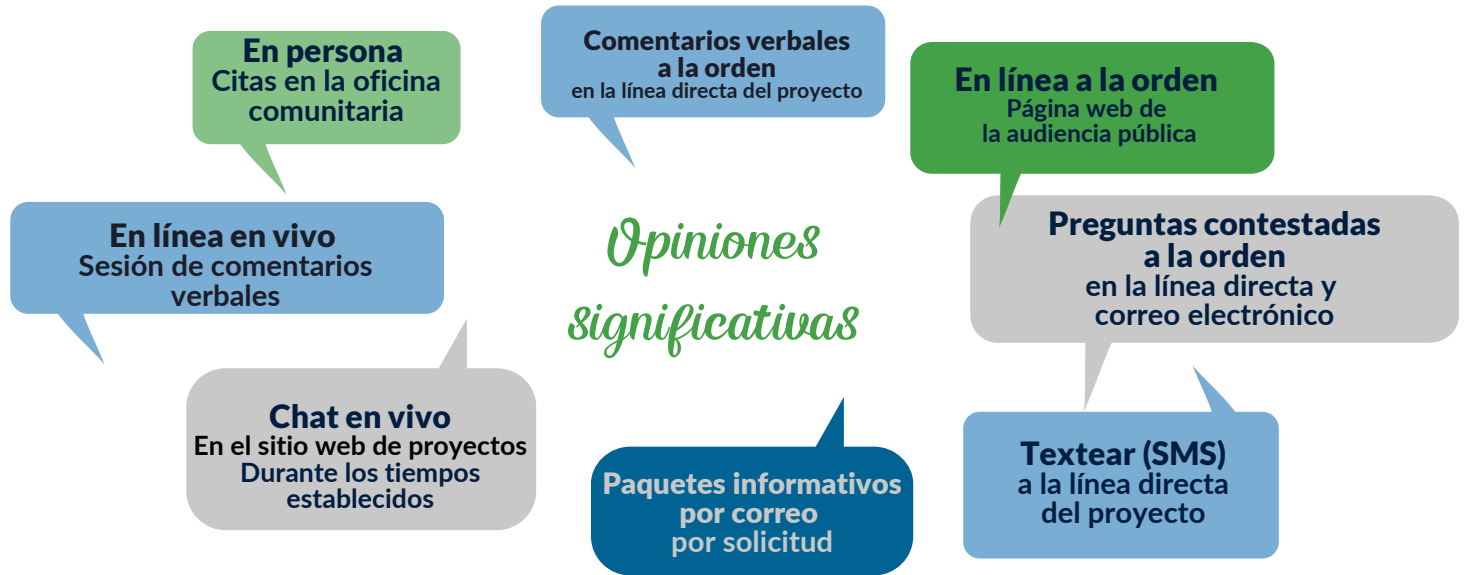 En persona
Citas en la oficina
comunitaria
Comentarios verbales
a la orden
en la línea directa del proyecto
En línea a la orden
Página web de
la audiencia pública
En línea en vivo
Sesión de comentarios
verbales
Opiniones
significativas
Preguntas contestadas
a la orden
en la línea directa y
correo electrónico
Chat en vivo
En el sitio web de proyectos
Durante los tiempos
establecidos
Paquetes informativos
por correo
por solicitud
Textear (SMS)
a la línea directa
del proyecto